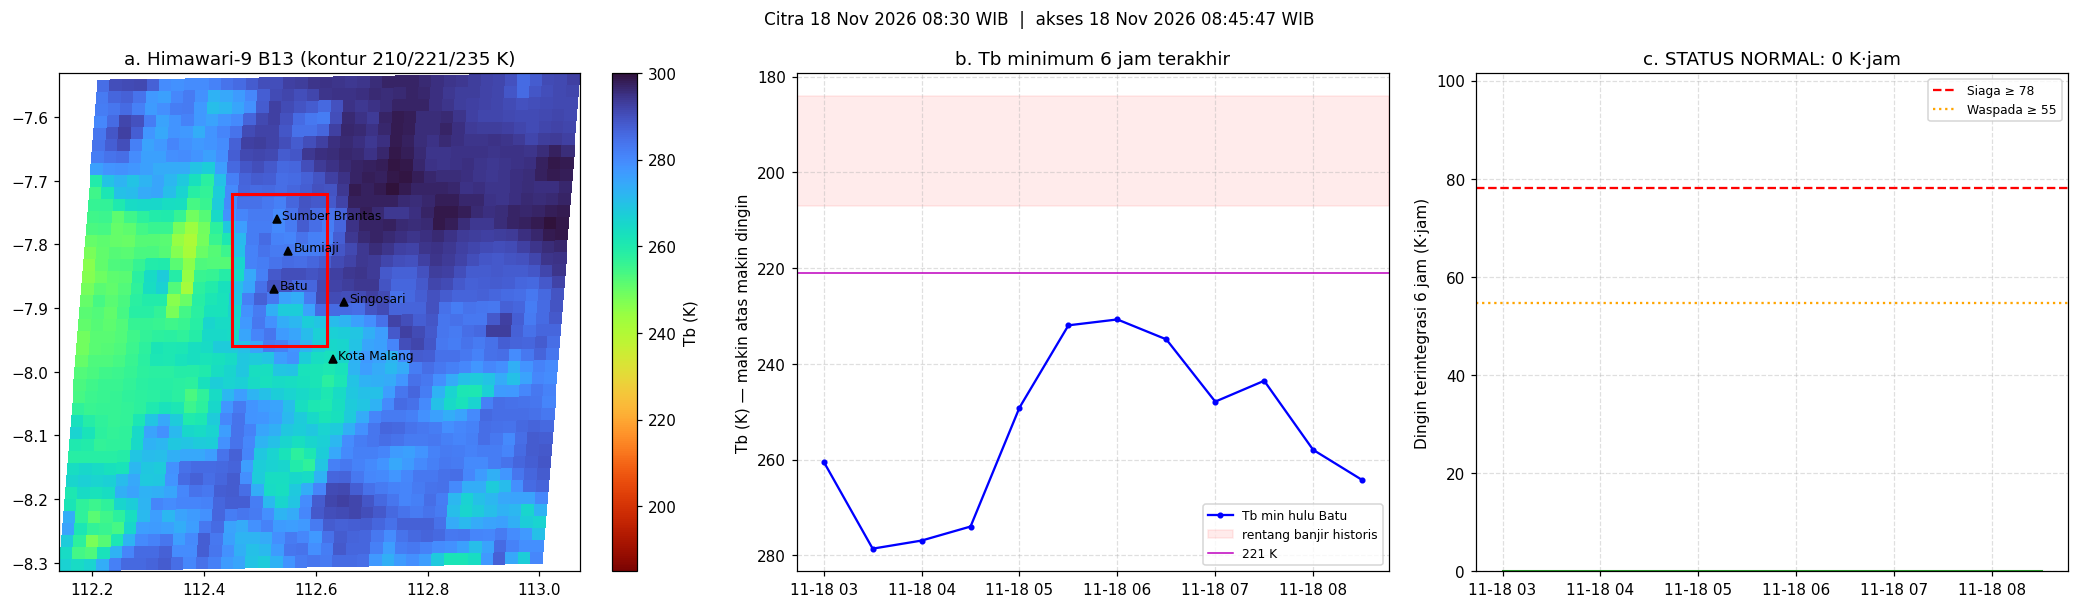 Citra 18 Nov 2026 08:30 WIB | akses 18 Nov 2026 08:45:47 WIB
a. Himawari-9 B13 (kontur 210/221/235 K)
−7.6
−7.7
−7.8
−7.9
−8.0
−8.1
−8.2
−8.3
112.2
112.4
112.6
112.8
113.0
Sumber Brantas
Bumiaji
Batu
Singosari
Kota Malang
300
280
260
240
220
200
Tb (K)
b. Tb minimum 6 jam terakhir
Tb (K) — makin atas makin dingin
180
200
220
240
260
280
11-18 03
11-18 04
11-18 05
11-18 06
11-18 07
11-18 08
Tb min hulu Batu
rentang banjir historis
221 K
c. STATUS NORMAL: 0 K·jam
Dingin terintegrasi 6 jam (K·jam)
100
80
60
40
20
0
11-18 03
11-18 04
11-18 05
11-18 06
11-18 07
11-18 08
Siaga ≥ 78
Waspada ≥ 55